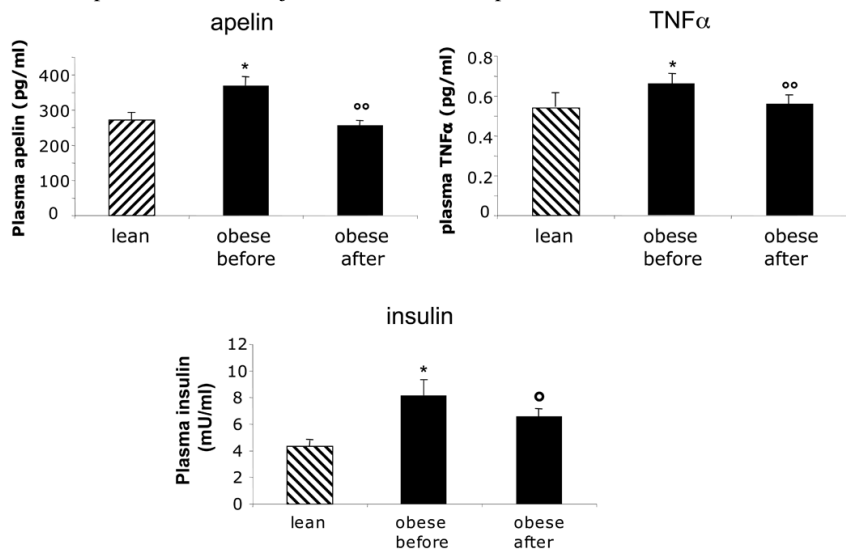 apelin
Plasma apelin (pg/ml)
400
300
200
100
0
*
°°
lean
obese before
obese after
TNFα
plasma TNFα (pg/ml)
0.8
0.6
0.4
0.2
0
*
°°
lean
obese before
obese after
insulin
Plasma insulin (mU/ml)
12
10
8
6
4
2
0
*
°
lean
obese before
obese after